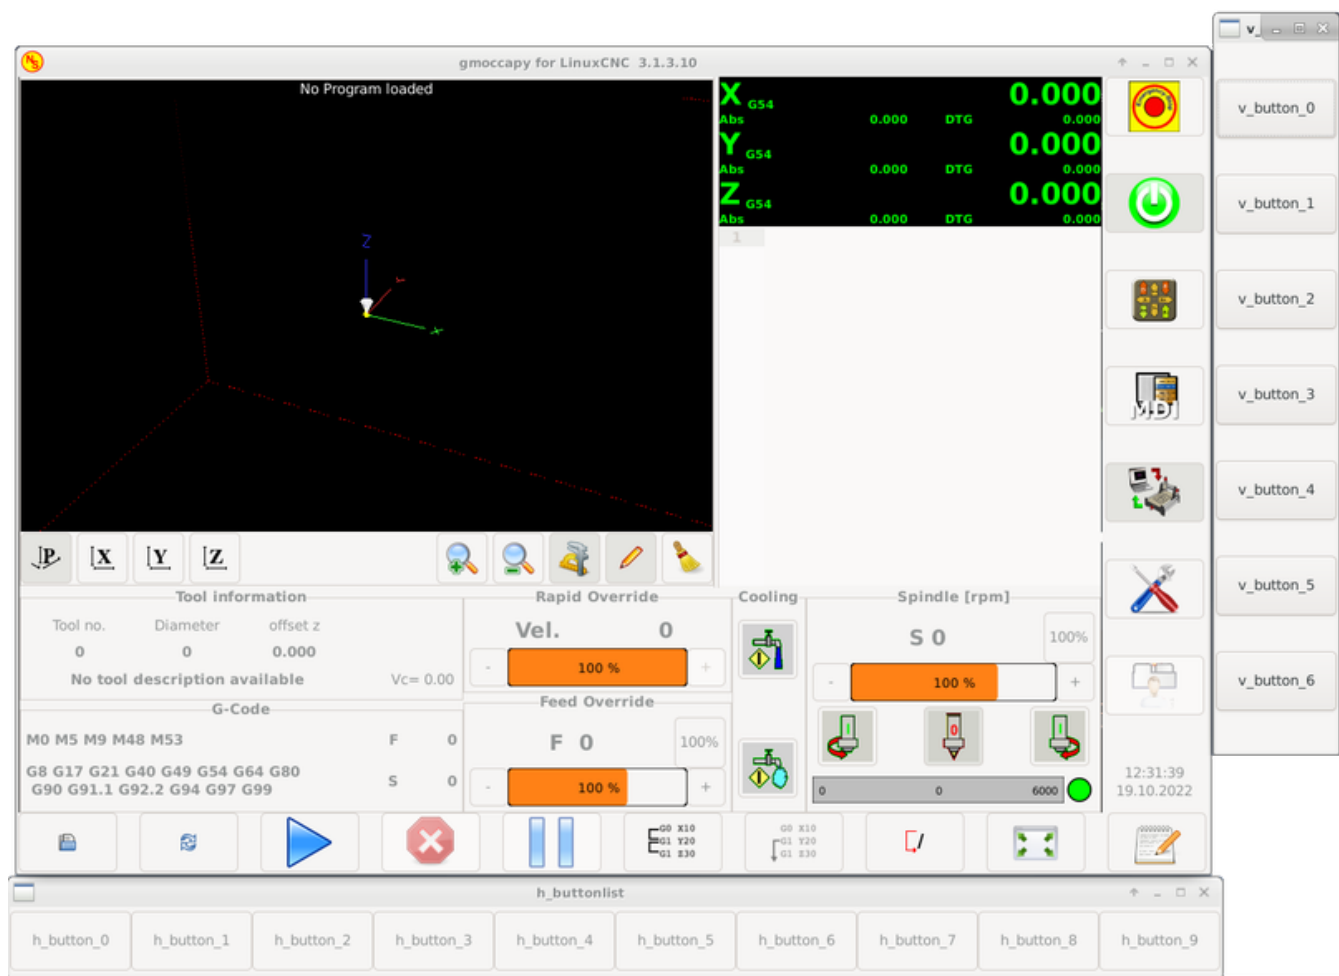 gmoccapy for LinuxCNC 3.1.3.10
No Program loaded
X G54 0.000
Abs 0.000 DTG 0.000
Y G54 0.000
Abs 0.000 DTG 0.000
Z G54 0.000
Abs 0.000 DTG 0.000
1
Z
Y
X
P X Y Z
MDI
Tool information
Tool no. Diameter offset z
0 0 0.000
No tool description available Vc= 0.00
G-Code
M0 M5 M9 M48 M53
G8 G17 G21 G40 G49 G54 G64 G80
G90 G91.1 G92.2 G94 G97 G99
F 0
S 0
Rapid Override
Vel. 0
- 100 % +
Feed Override
F 0 100%
- 100 % +
Cooling
Spindle [rpm]
S 0 100%
- 100 % +
I 0 I
0 0 6000
12:31:39
19.10.2022
G0 X10
G1 Y20
G1 Z30
G0 X10
G1 Y20
G1 Z30
v_
v_button_0
v_button_1
v_button_2
v_button_3
v_button_4
v_button_5
v_button_6
h_buttonlist
h_button_0 h_button_1 h_button_2 h_button_3 h_button_4 h_button_5 h_button_6 h_button_7 h_button_8 h_button_9